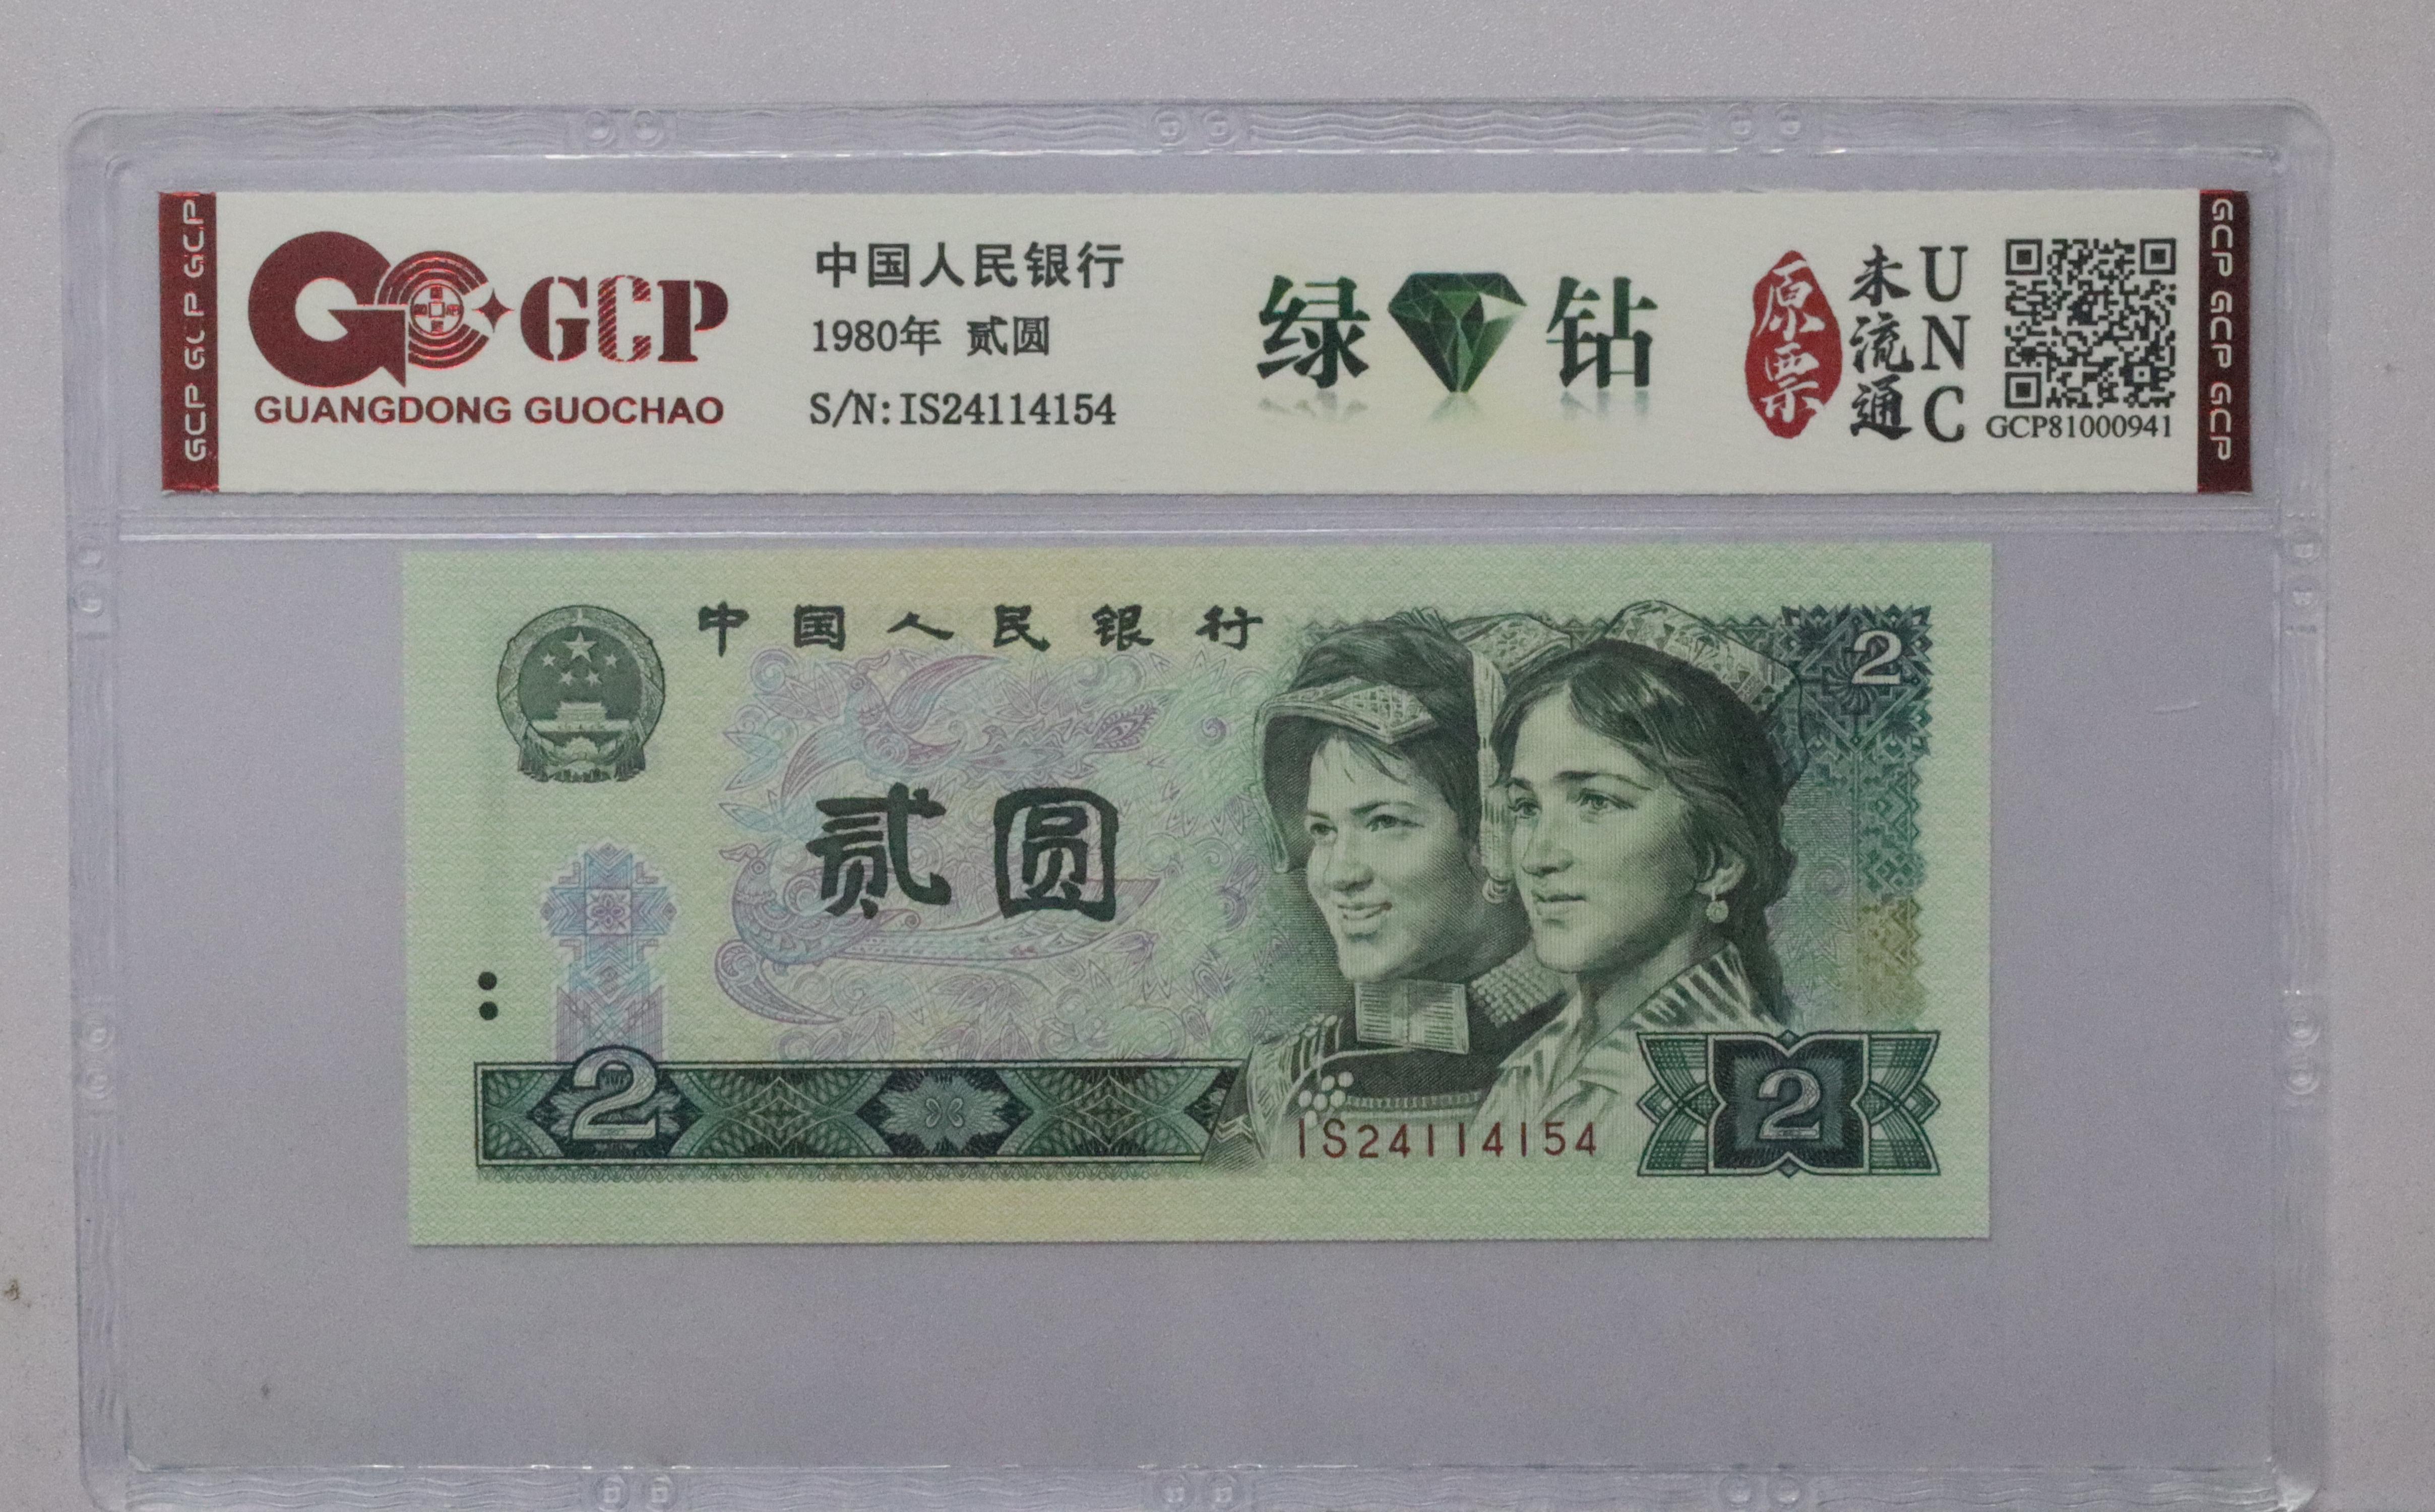 GCP GCP GCP
GCP
GUANGDONG GUOCHAO
中国人民银行
1980年 贰圆
S/N:IS24114154
绿钻
原票
未流通
UNC
GCP81000941
GCP GCP GCP
中国人民银行
2
贰圆
2
IS24114154
2